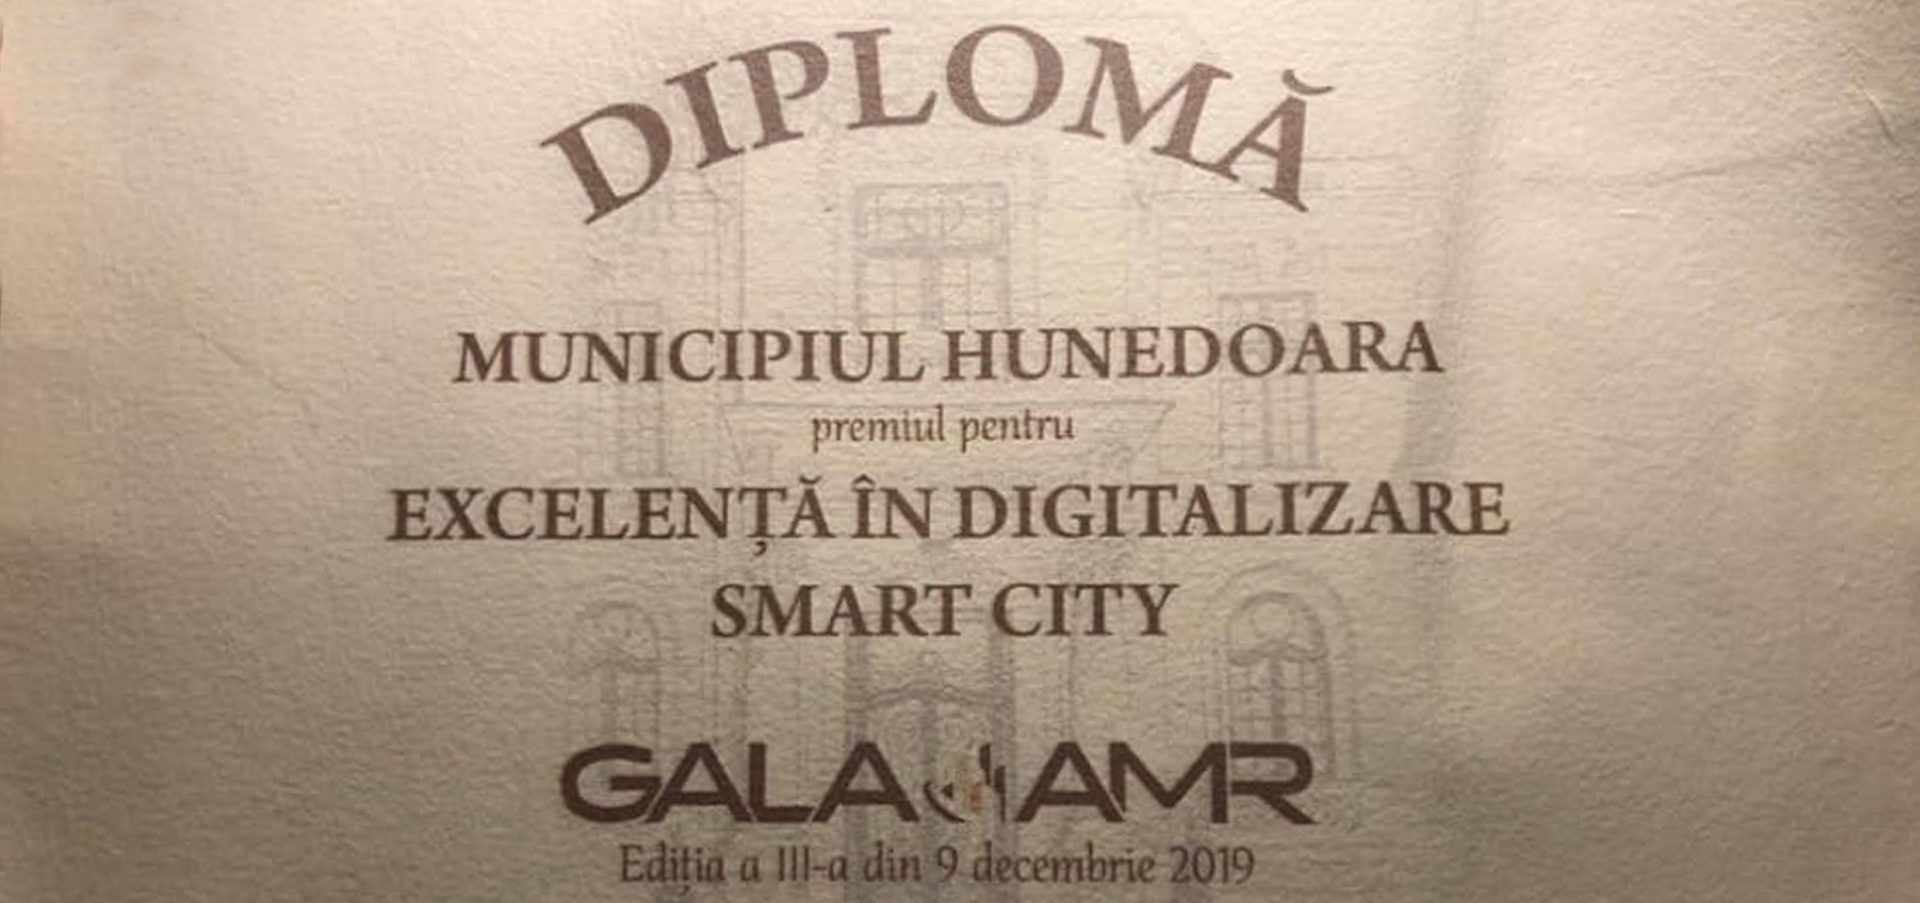 DIPLOMĂ
MUNICIPIUL HUNEDOARA
premiul pentru
EXCELENȚĂ ÎN DIGITALIZARE
SMART CITY
GALA AMR
Ediția a III-a din 9 decembrie 2019